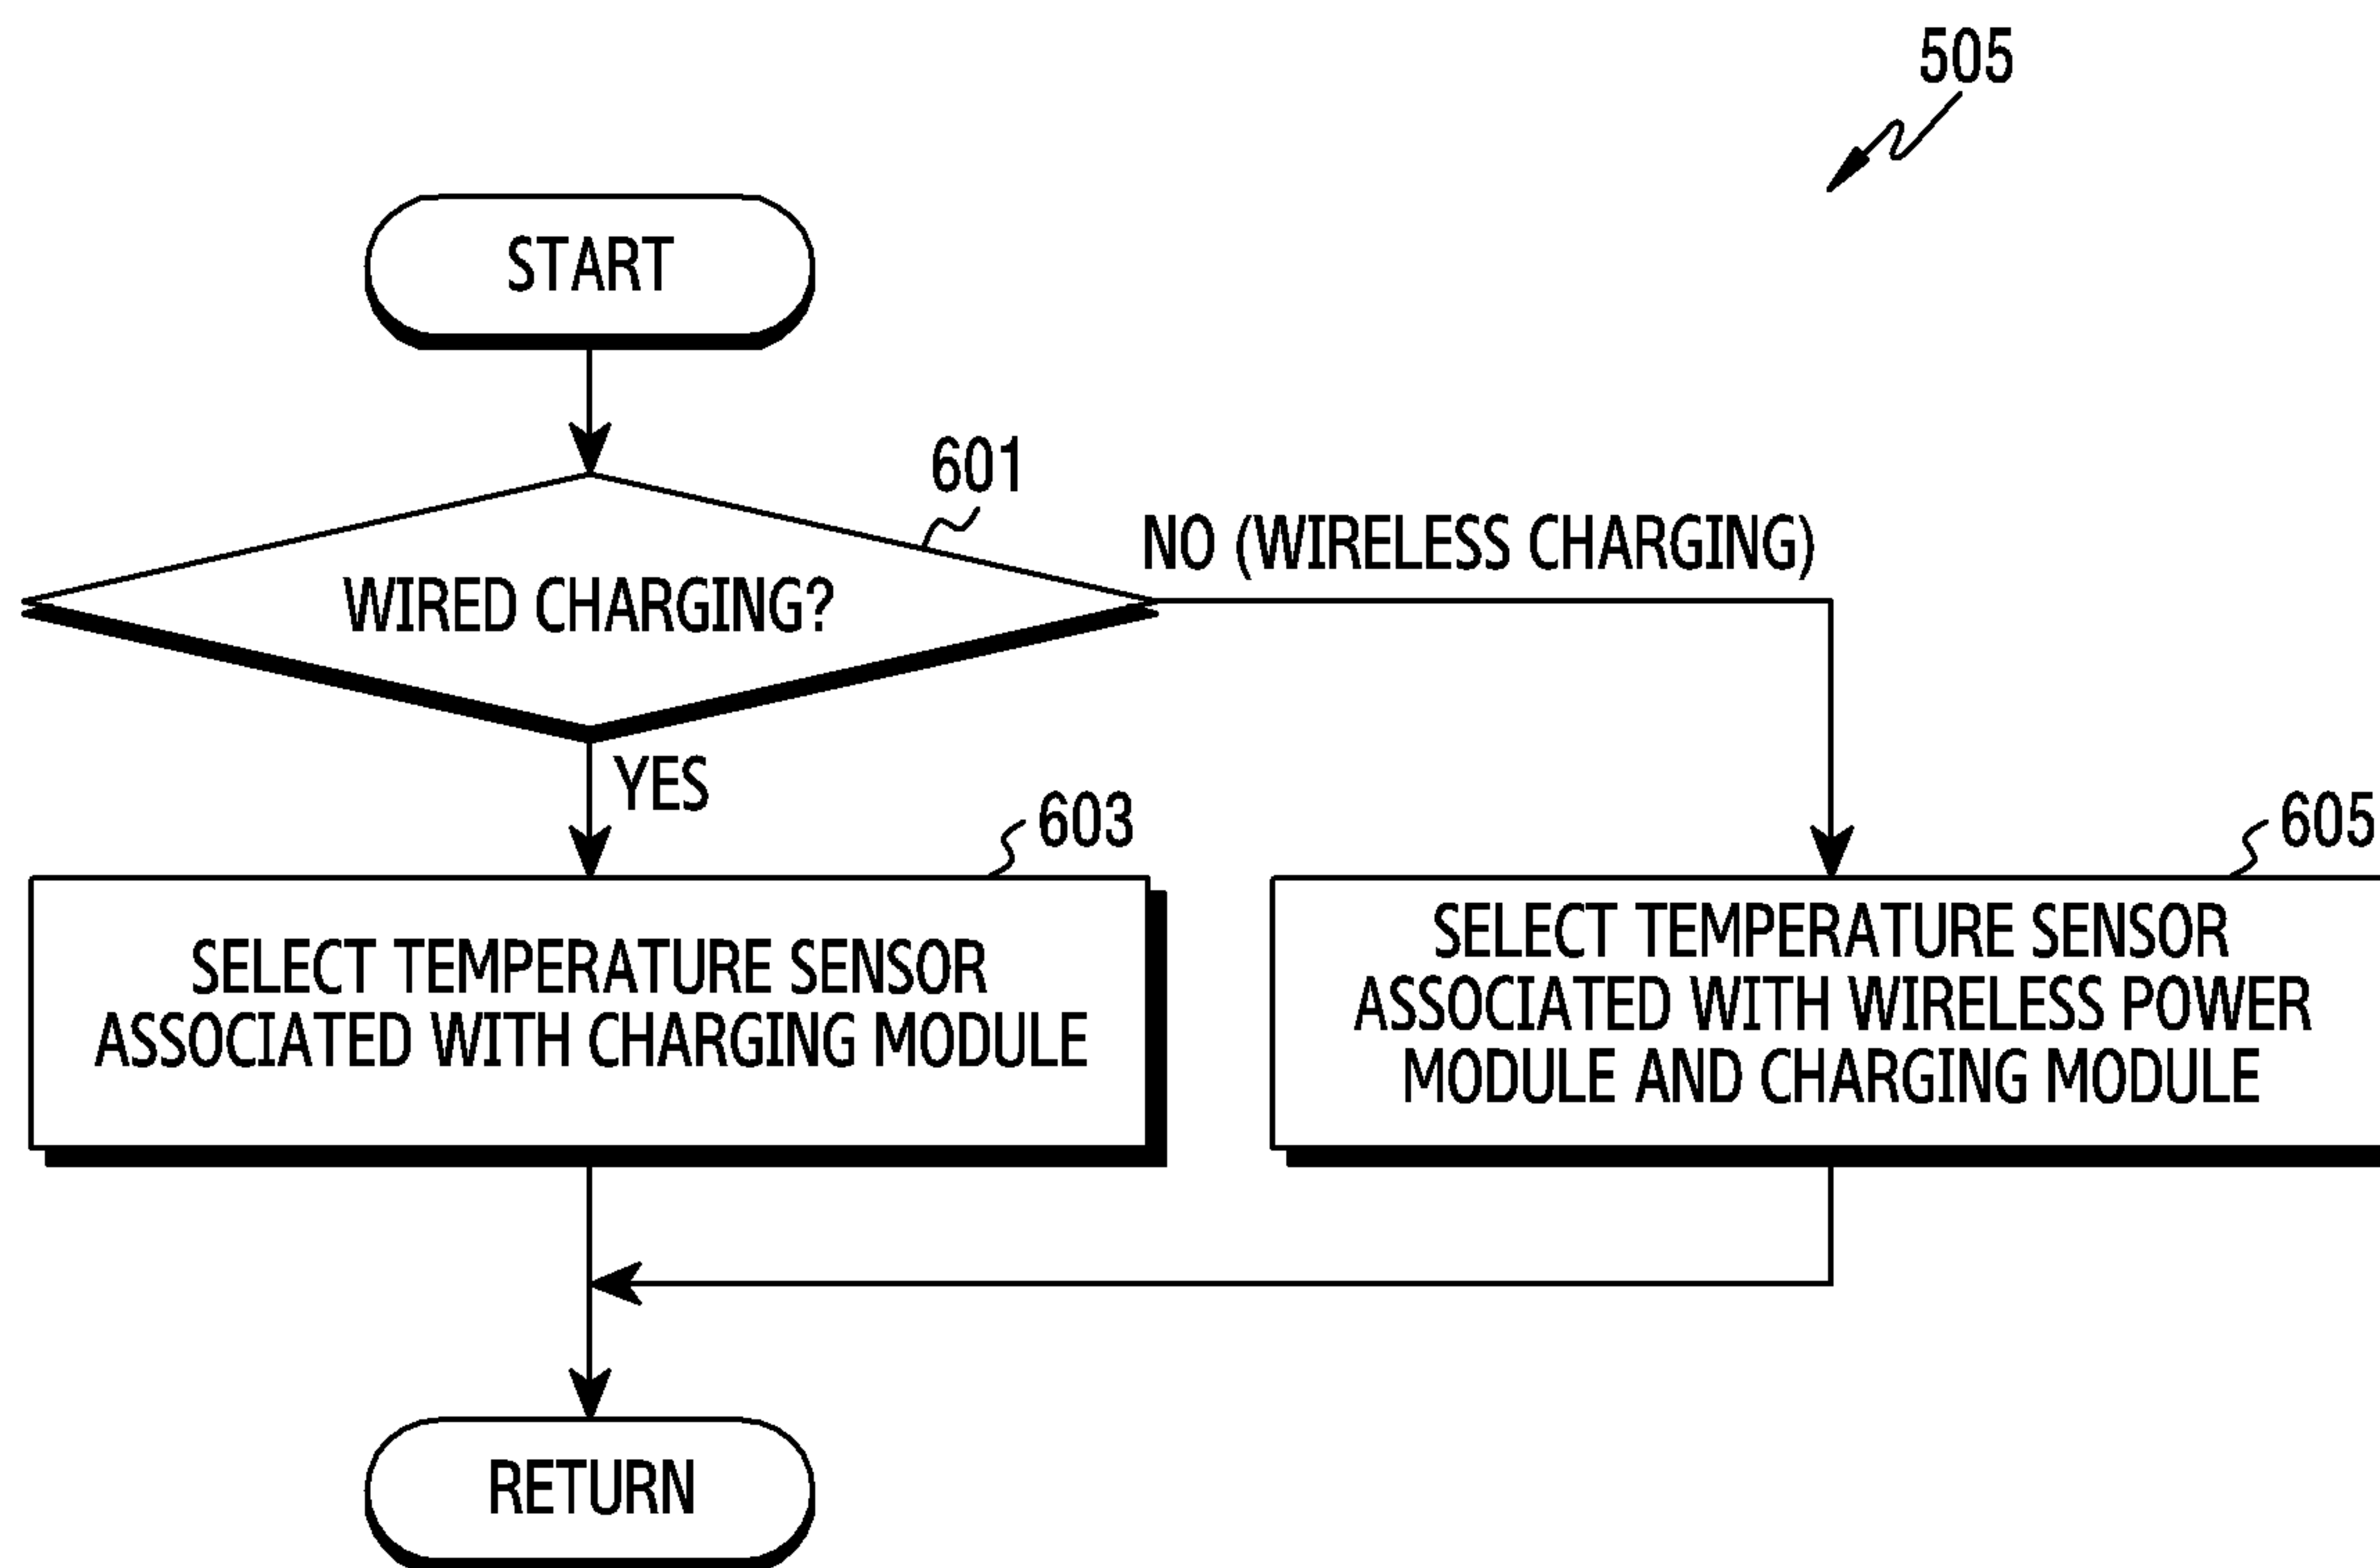 505
START
601
NO (WIRELESS CHARGING)
WIRED CHARGING?
YES
603
605
SELECT TEMPERATURE SENSOR
ASSOCIATED WITH CHARGING MODULE
SELECT TEMPERATURE SENSOR
ASSOCIATED WITH WIRELESS POWER
MODULE AND CHARGING MODULE
RETURN